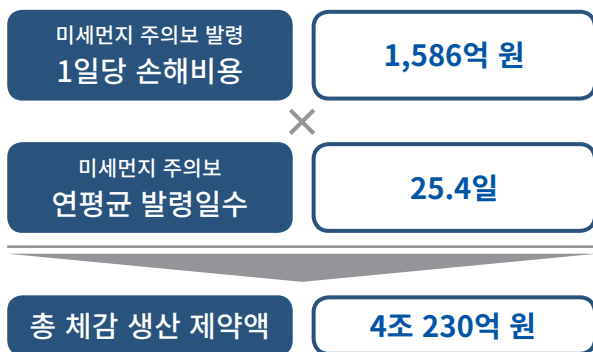 미세먼지 주의보 발령
1일당 손해비용
1,586억 원
×
미세먼지 주의보
연평균 발령일수
25.4일
총 체감 생산 제약액
4조 230억 원